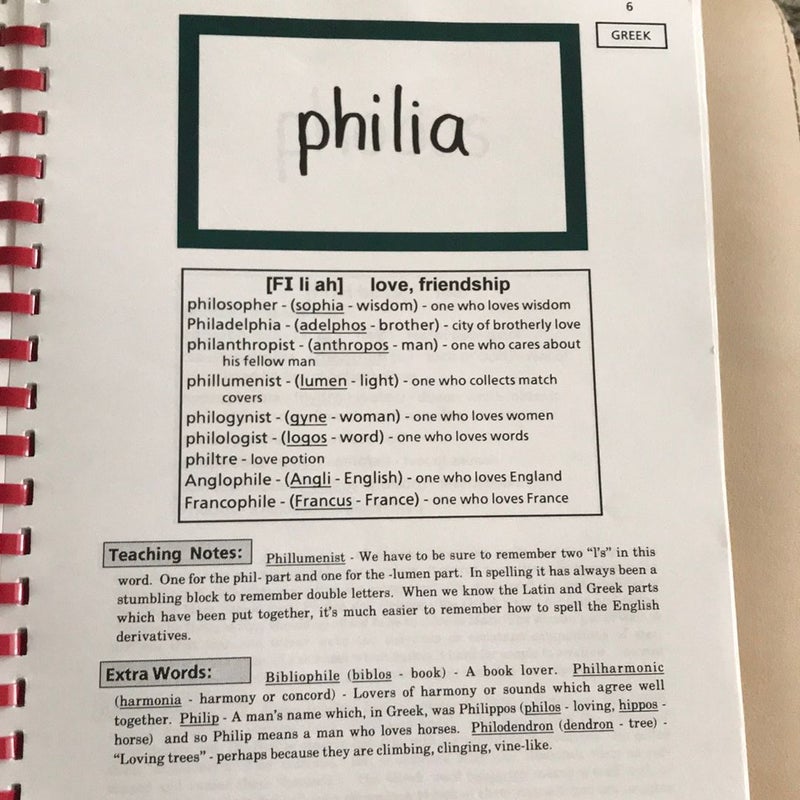 6
GREEK
philia
[FI li ah] love, friendship
philosopher - (sophia - wisdom) - one who loves wisdom
Philadelphia - (adelphos - brother) - city of brotherly love
philanthropist - (anthropos - man) - one who cares about
his fellow man
phillumenist - (lumen - light) - one who collects match
covers
philogynist - (gyne - woman) - one who loves women
philologist - (logos - word) - one who loves words
philtre - love potion
Anglophile - (Angli - English) - one who loves England
Francophile - (Francus - France) - one who loves France
Teaching Notes: Phillumenist - We have to be sure to remember two "l's" in this
word. One for the phil- part and one for the -lumen part. In spelling it has always been a
stumbling block to remember double letters. When we know the Latin and Greek parts
which have been put together, it's much easier to remember how to spell the English
derivatives.
Extra Words: Bibliophile (biblos - book) - A book lover. Philharmonic
(harmonia - harmony or concord) - Lovers of harmony or sounds which agree well
together. Philip - A man's name which, in Greek, was Philippos (philos - loving, hippos -
horse) and so Philip means a man who loves horses. Philodendron (dendron - tree) -
"Loving trees" - perhaps because they are climbing, clinging, vine-like.